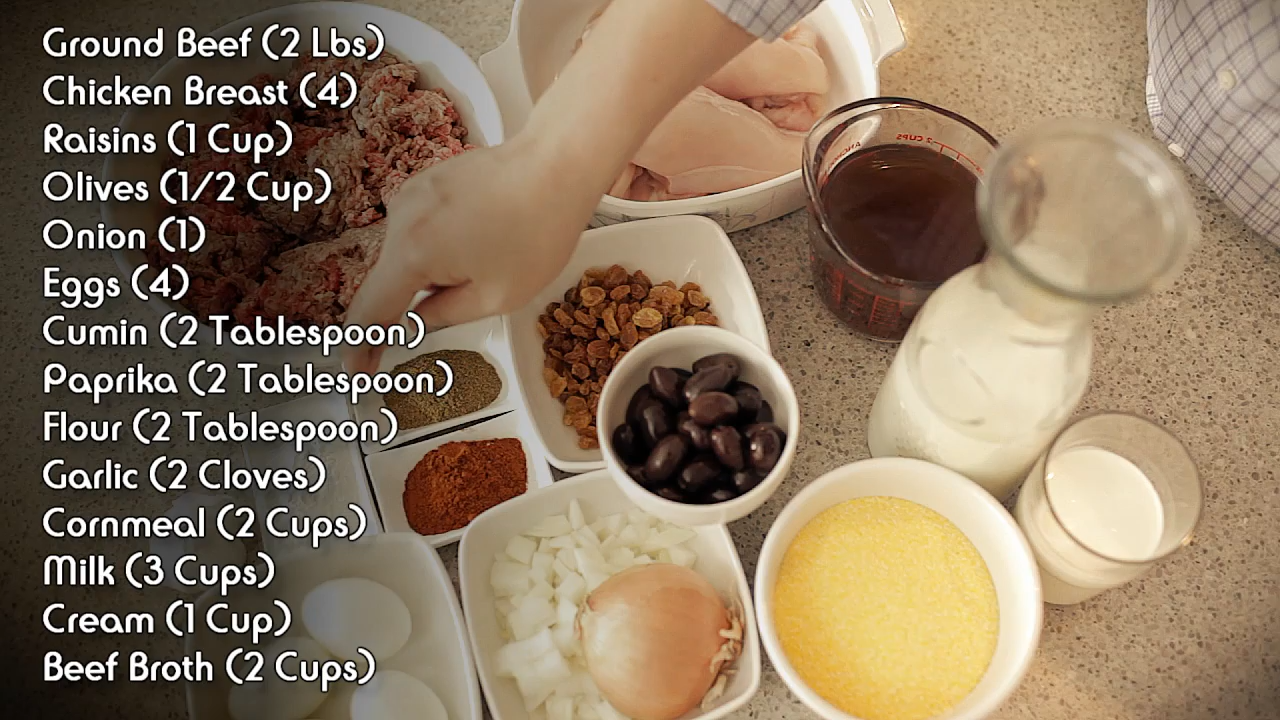 Ground Beef (2 Lbs)
Chicken Breast (4)
Raisins (1 Cup)
Olives (1/2 Cup)
Onion (1)
Eggs (4)
Cumin (2 Tablespoon)
Paprika (2 Tablespoon)
Flour (2 Tablespoon)
Garlic (2 Cloves)
Cornmeal (2 Cups)
Milk (3 Cups)
Cream (1 Cup)
Beef Broth (2 Cups)
2 CUPS